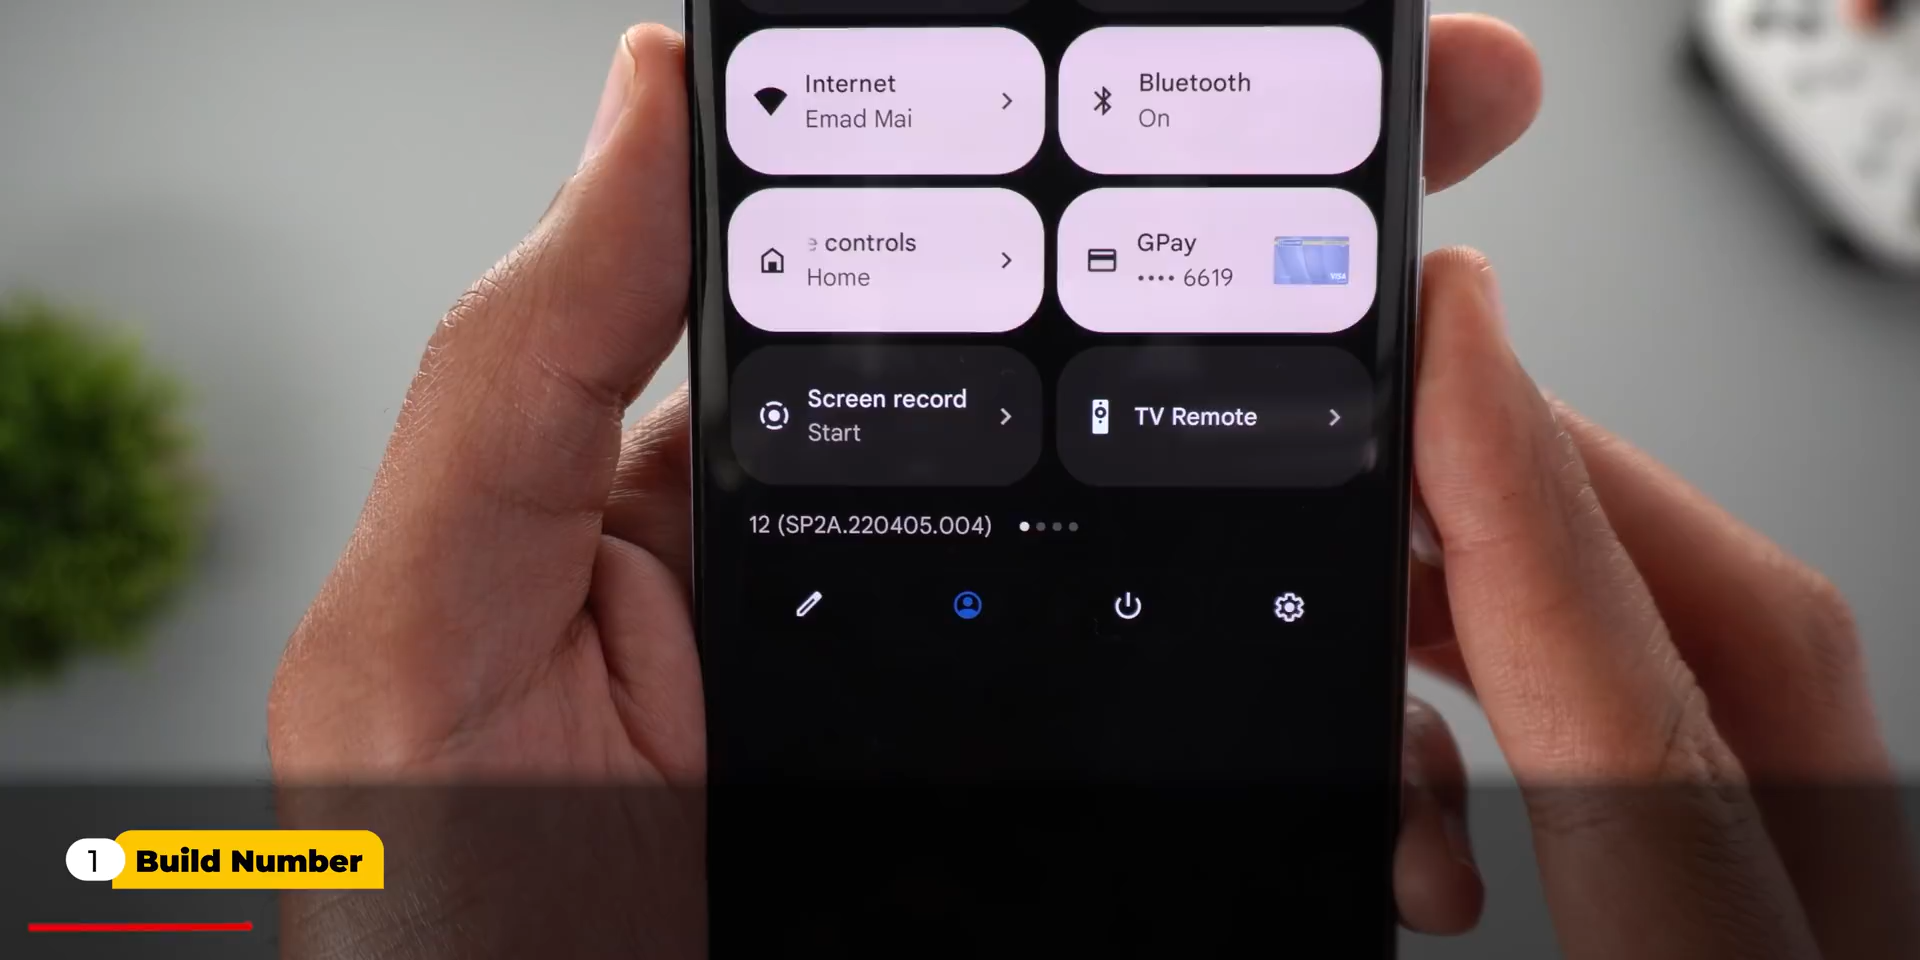 Internet
Emad Mai
Bluetooth
On
e controls
Home
GPay
•••• 6619
VISA
Screen record
Start
TV Remote
12 (SP2A.220405.004)
1 Build Number